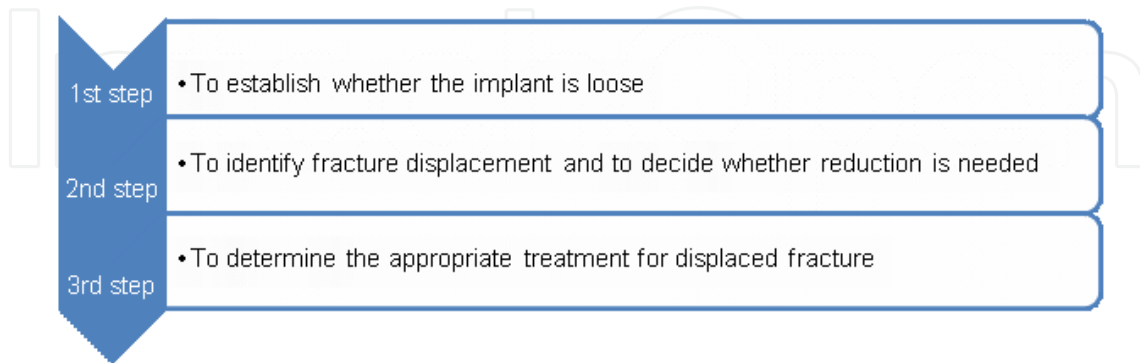 1st step
• To establish whether the implant is loose
2nd step
• To identify fracture displacement and to decide whether reduction is needed
3rd step
• To determine the appropriate treatment for displaced fracture